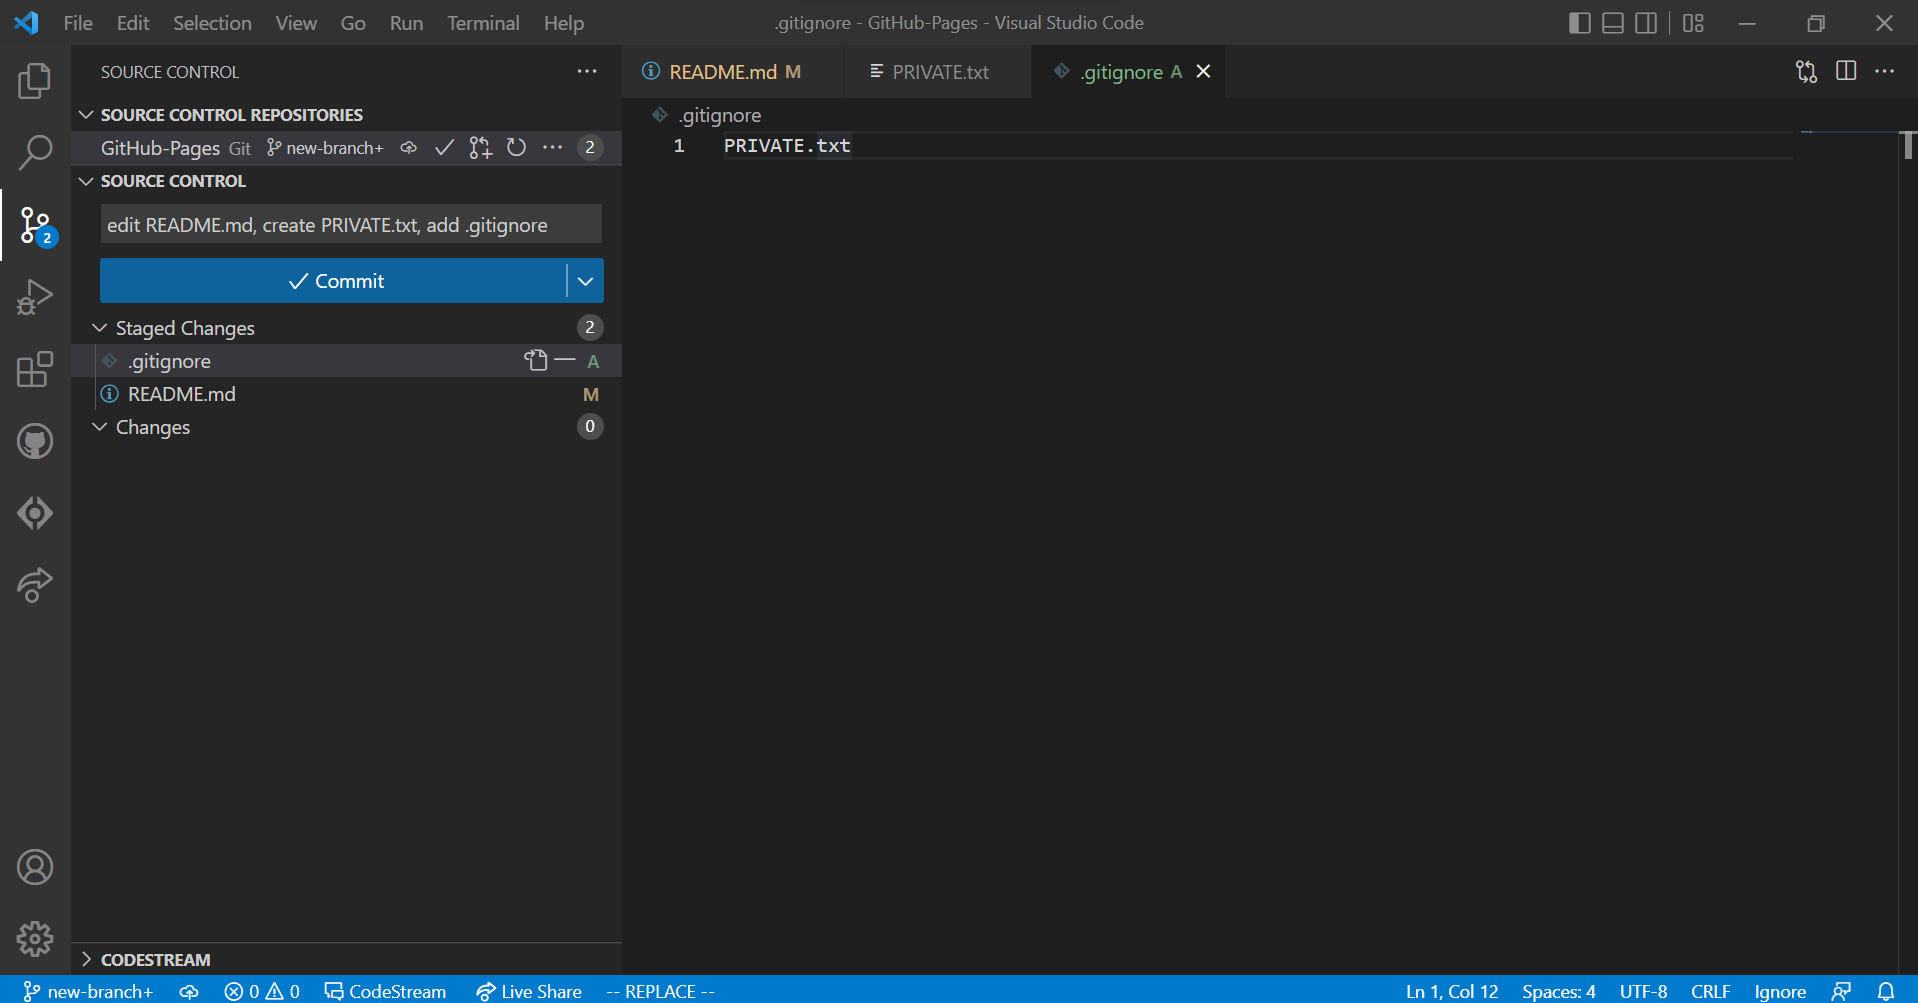 File Edit Selection View Go Run Terminal Help .gitignore - GitHub-Pages - Visual Studio Code
SOURCE CONTROL
README.md M PRIVATE.txt .gitignore A
SOURCE CONTROL REPOSITORIES
.gitignore
GitHub-Pages Git new-branch+ 2
1 PRIVATE.txt
SOURCE CONTROL
edit README.md, create PRIVATE.txt, add .gitignore
2
Commit
Staged Changes 2
.gitignore A
README.md M
Changes 0
CODESTREAM
new-branch+ 0 0 CodeStream Live Share -- REPLACE -- Ln 1, Col 12 Spaces: 4 UTF-8 CRLF Ignore